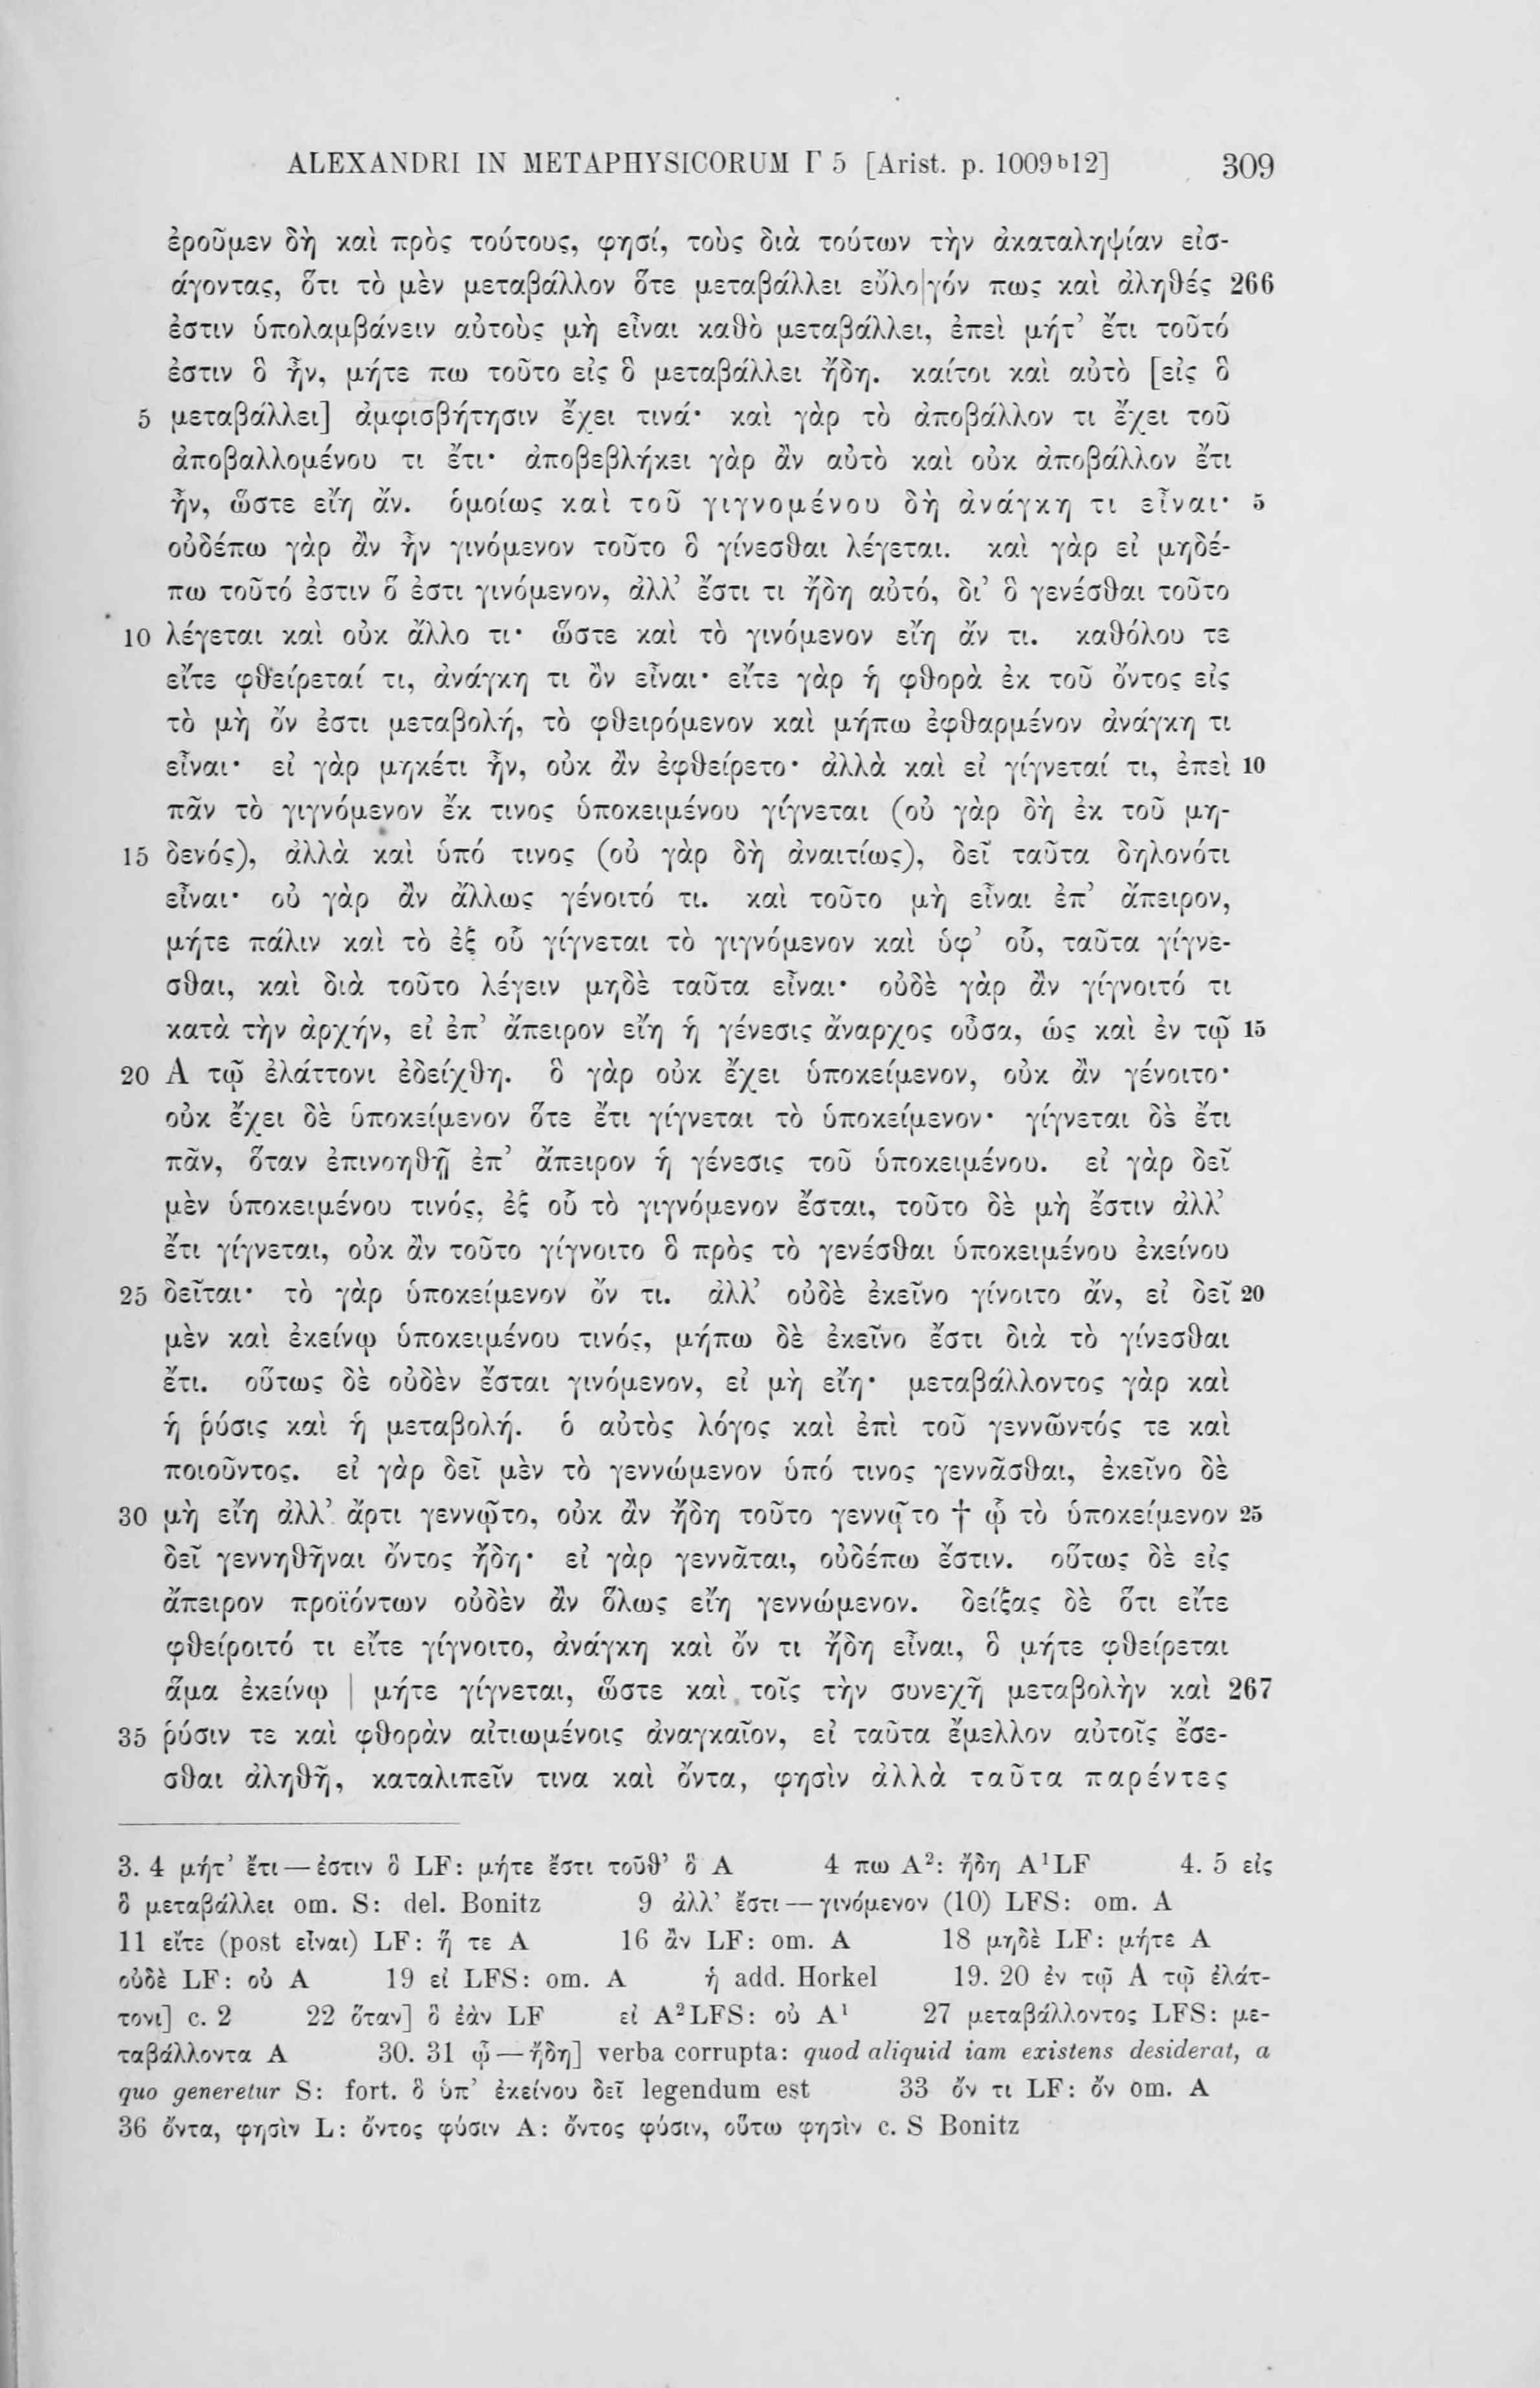 ALEXANDRI IN METAPHYSICORUM Γ 5 [Arist. p. 1009ᵇ12] 309
ἐροῦμεν δὴ καὶ πρὸς τούτους, φησί, τοὺς διὰ τούτων τὴν ἀκαταληψίαν εἰσ-
άγοντας, ὅτι τὸ μὲν μεταβάλλον ὅτε μεταβάλλει εὔλο|γόν πως καὶ ἀληθές 266
ἐστιν ὑπολαμβάνειν αὐτοὺς μὴ εἶναι καθὸ μεταβάλλει, ἐπεὶ μήτ’ ἔτι τοῦτό
ἐστιν ὃ ἦν, μήτε πω τοῦτο εἰς ὃ μεταβάλλει ἤδη. καίτοι καὶ αὐτὸ [εἰς ὃ
5 μεταβάλλει] ἀμφισβήτησιν ἔχει τινά· καὶ γὰρ τὸ ἀποβάλλον τι ἔχει τοῦ
ἀποβαλλομένου τι ἔτι· ἀποβεβλήκει γὰρ ἂν αὐτὸ καὶ οὐκ ἀποβάλλον ἔτι
ἦν, ὥστε εἴη ἄν. ὁμοίως καὶ τοῦ γιγνομένου δὴ ἀνάγκη τι εἶναι· 5
οὐδέπω γὰρ ἂν ἦν γινόμενον τοῦτο ὃ γίνεσθαι λέγεται. καὶ γὰρ εἰ μηδέ-
πω τοῦτό ἐστιν ὅ ἐστι γινόμενον, ἀλλ’ ἔστι τι ἤδη αὐτό, δι’ ὃ γενέσθαι τοῦτο
10 λέγεται καὶ οὐκ ἄλλο τι· ὥστε καὶ τὸ γινόμενον εἴη ἄν τι. καθόλου τε
εἴτε φθείρεταί τι, ἀνάγκη τι ὂν εἶναι· εἴτε γὰρ ἡ φθορὰ ἐκ τοῦ ὄντος εἰς
τὸ μὴ ὄν ἐστι μεταβολή, τὸ φθειρόμενον καὶ μήπω ἐφθαρμένον ἀνάγκη τι
εἶναι· εἰ γὰρ μηκέτι ἦν, οὐκ ἂν ἐφθείρετο· ἀλλὰ καὶ εἰ γίγνεταί τι, ἐπεὶ 10
πᾶν τὸ γιγνόμενον ἔκ τινος ὑποκειμένου γίγνεται (οὐ γὰρ δὴ ἐκ τοῦ μη-
15 δενός), ἀλλὰ καὶ ὑπό τινος (οὐ γὰρ δὴ ἀναιτίως), δεῖ ταῦτα δηλονότι
εἶναι· οὐ γὰρ ἂν ἄλλως γένοιτό τι. καὶ τοῦτο μὴ εἶναι ἐπ’ ἄπειρον,
μήτε πάλιν καὶ τὸ ἐξ οὗ γίγνεται τὸ γιγνόμενον καὶ ὑφ’ οὗ, ταῦτα γίγνε-
σθαι, καὶ διὰ τοῦτο λέγειν μηδὲ ταῦτα εἶναι· οὐδὲ γὰρ ἂν γίγνοιτό τι
κατὰ τὴν ἀρχήν, εἰ ἐπ’ ἄπειρον εἴη ἡ γένεσις ἄναρχος οὖσα, ὡς καὶ ἐν τῷ 15
20 Α τῷ ἐλάττονι ἐδείχθη. ὃ γὰρ οὐκ ἔχει ὑποκείμενον, οὐκ ἂν γένοιτο·
οὐκ ἔχει δὲ ὑποκείμενον ὅτε ἔτι γίγνεται τὸ ὑποκείμενον· γίγνεται δὲ ἔτι
πᾶν, ὅταν ἐπινοηθῇ ἐπ’ ἄπειρον ἡ γένεσις τοῦ ὑποκειμένου. εἰ γὰρ δεῖ
μὲν ὑποκειμένου τινός, ἐξ οὗ τὸ γιγνόμενον ἔσται, τοῦτο δὲ μὴ ἔστιν ἀλλ’
ἔτι γίγνεται, οὐκ ἂν τοῦτο γίγνοιτο ὃ πρὸς τὸ γενέσθαι ὑποκειμένου ἐκείνου
25 δεῖται· τὸ γὰρ ὑποκείμενον ὄν τι. ἀλλ’ οὐδὲ ἐκεῖνο γίνοιτο ἄν, εἰ δεῖ 20
μὲν καὶ ἐκείνῳ ὑποκειμένου τινός, μήπω δὲ ἐκεῖνο ἔστι διὰ τὸ γίνεσθαι
ἔτι. οὕτως δὲ οὐδὲν ἔσται γινόμενον, εἰ μὴ εἴη· μεταβάλλοντος γὰρ καὶ
ἡ ῥύσις καὶ ἡ μεταβολή. ὁ αὐτὸς λόγος καὶ ἐπὶ τοῦ γεννῶντός τε καὶ
ποιοῦντος. εἰ γὰρ δεῖ μὲν τὸ γεννώμενον ὑπό τινος γεννᾶσθαι, ἐκεῖνο δὲ
30 μὴ εἴη ἀλλ’ ἄρτι γεννῷτο, οὐκ ἂν ἤδη τοῦτο γεννῷτο † ᾧ τὸ ὑποκείμενον 25
δεῖ γεννηθῆναι ὄντος ἤδη· εἰ γὰρ γεννᾶται, οὐδέπω ἔστιν. οὕτως δὲ εἰς
ἄπειρον προϊόντων οὐδὲν ἂν ὅλως εἴη γεννώμενον. δείξας δὲ ὅτι εἴτε
φθείροιτό τι εἴτε γίγνοιτο, ἀνάγκη καὶ ὄν τι ἤδη εἶναι, ὃ μήτε φθείρεται
ἅμα ἐκείνῳ | μήτε γίγνεται, ὥστε καὶ τοῖς τὴν συνεχῆ μεταβολὴν καὶ 267
35 ῥύσιν τε καὶ φθορὰν αἰτιωμένοις ἀναγκαῖον, εἰ ταῦτα ἔμελλον αὐτοῖς ἔσε-
σθαι ἀληθῆ, καταλιπεῖν τινα καὶ ὄντα, φησὶν ἀλλὰ ταῦτα παρέντες
3. 4 μήτ’ ἔτι — ἐστιν ὃ LF: μήτε ἔστι τοῦθ’ ὃ A 4 πω A²: ἤδη A¹LF 4. 5 εἰς
ὃ μεταβάλλει om. S: del. Bonitz 9 ἀλλ’ ἔστι — γινόμενον (10) LFS: om. A
11 εἴτε (post εἶναι) LF: ἥ τε A 16 ἂν LF: om. A 18 μηδὲ LF: μήτε A
οὐδὲ LF: οὐ A 19 εἰ LFS: om. A ἡ add. Horkel 19. 20 ἐν τῷ Α τῷ ἐλάτ-
τονι] c. 2 22 ὅταν] ὃ ἐὰν LF εἰ A²LFS: οὐ A¹ 27 μεταβάλλοντος LFS: με-
ταβάλλοντα A 30. 31 ᾧ — ἤδη] verba corrupta: quod aliquid iam existens desiderat, a
quo generetur S: fort. ὃ ὑπ’ ἐκείνου δεῖ legendum est 33 ὄν τι LF: ὄν om. A
36 ὄντα, φησὶν L: ὄντος φύσιν A: ὄντος φύσιν, οὕτω φησὶν c. S Bonitz